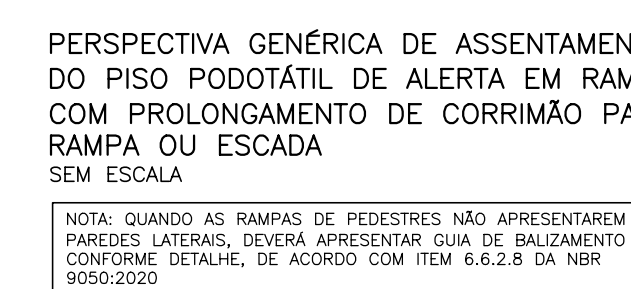 PERSPECTIVA GENÉRICA DE ASSENTAMEN
DO PISO PODOTÁTIL DE ALERTA EM RAM
COM PROLONGAMENTO DE CORRIMÃO PA
RAMPA OU ESCADA
SEM ESCALA
NOTA: QUANDO AS RAMPAS DE PEDESTRES NÃO APRESENTAREM
PAREDES LATERAIS, DEVERÁ APRESENTAR GUIA DE BALIZAMENTO
CONFORME DETALHE, DE ACORDO COM ITEM 6.6.2.8 DA NBR
9050:2020